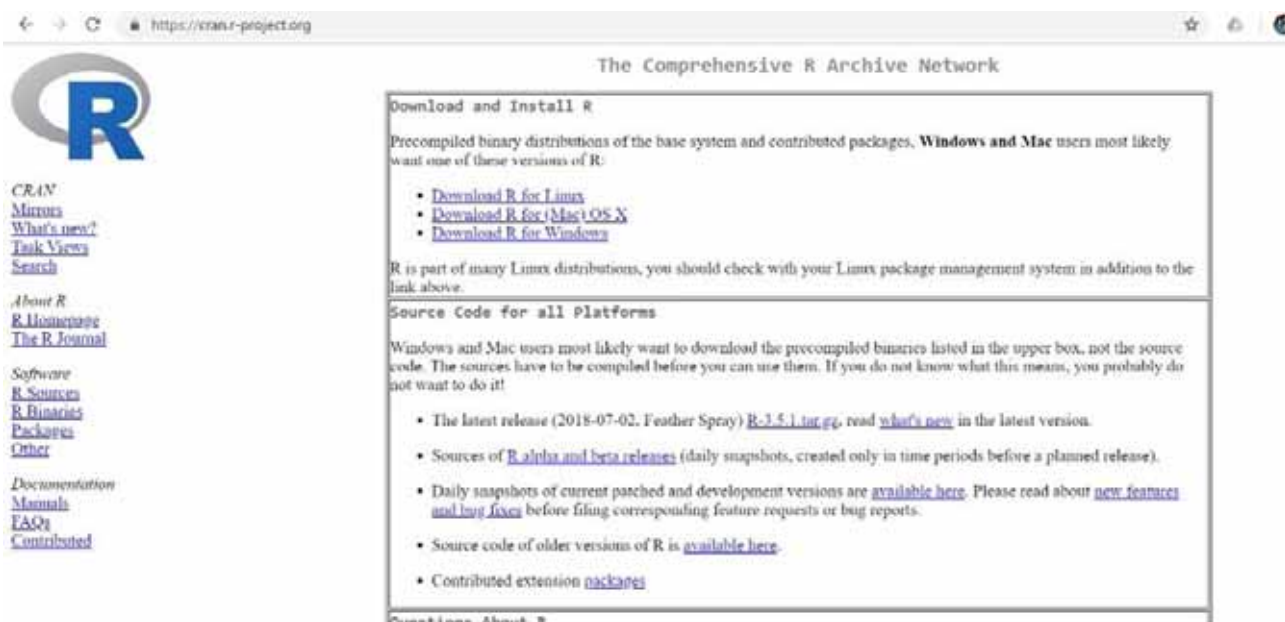 https://cran.r-project.org
R
CRAN
Mirrors
What's new?
Task Views
Search
About R
R Homepage
The R Journal
Software
R Sources
R Binaries
Packages
Other
Documentation
Manuals
FAQs
Contributed
The Comprehensive R Archive Network
Download and Install R
Precompiled binary distributions of the base system and contributed packages, Windows and Mac users most likely
want one of these versions of R:
• Download R for Linux
• Download R for (Mac) OS X
• Download R for Windows
R is part of many Linux distributions, you should check with your Linux package management system in addition to the
link above.
Source Code for all Platforms
Windows and Mac users most likely want to download the precompiled binaries listed in the upper box, not the source
code. The sources have to be compiled before you can use them. If you do not know what this means, you probably do
not want to do it!
• The latest release (2018-07-02, Feather Spray) R-3.5.1.tar.gz, read what's new in the latest version.
• Sources of R alpha and beta releases (daily snapshots, created only in time periods before a planned release).
• Daily snapshots of current patched and development versions are available here. Please read about new features
and bug fixes before filing corresponding feature requests or bug reports.
• Source code of older versions of R is available here.
• Contributed extension packages
Questions About R